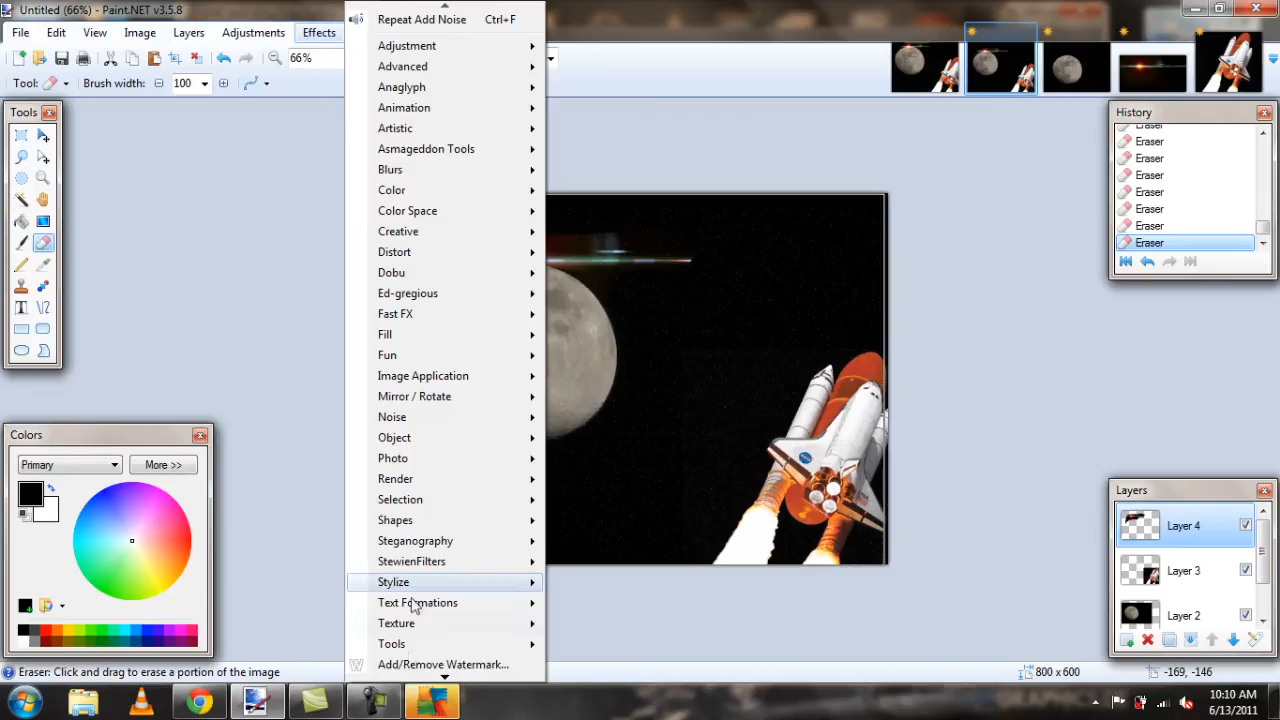 Untitled (66%) - Paint.NET v3.5.8
File Edit View Image Layers Adjustments Effects
66%
Tool: Brush width: 100
Tools
Repeat Add Noise Ctrl+F
Adjustment
Advanced
Anaglyph
Animation
Artistic
Asmageddon Tools
Blurs
Color
Color Space
Creative
Distort
Dobu
Ed-gregious
Fast FX
Fill
Fun
Image Application
Mirror / Rotate
Noise
Object
Photo
Render
Selection
Shapes
Steganography
StewienFilters
Stylize
Text Formations
Texture
Tools
Add/Remove Watermark...
History
Eraser
Eraser
Eraser
Eraser
Eraser
Eraser
Eraser
Eraser
Colors
Primary
More >>
Layers
Layer 4
Layer 3
Layer 2
Eraser: Click and drag to erase a portion of the image
800 x 600
-169, -146
10:10 AM
6/13/2011